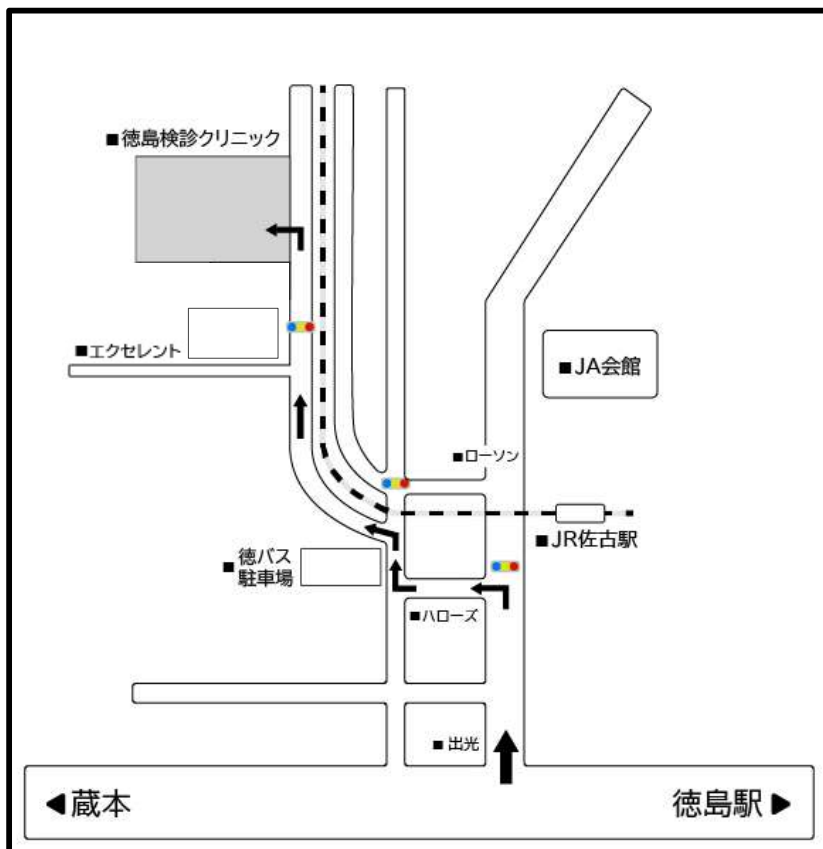 ■徳島検診クリニック
■エクセレント
■JA会館
■ローソン
■JR佐古駅
■徳バス
駐車場
■ハローズ
■出光
◀蔵本
徳島駅▶